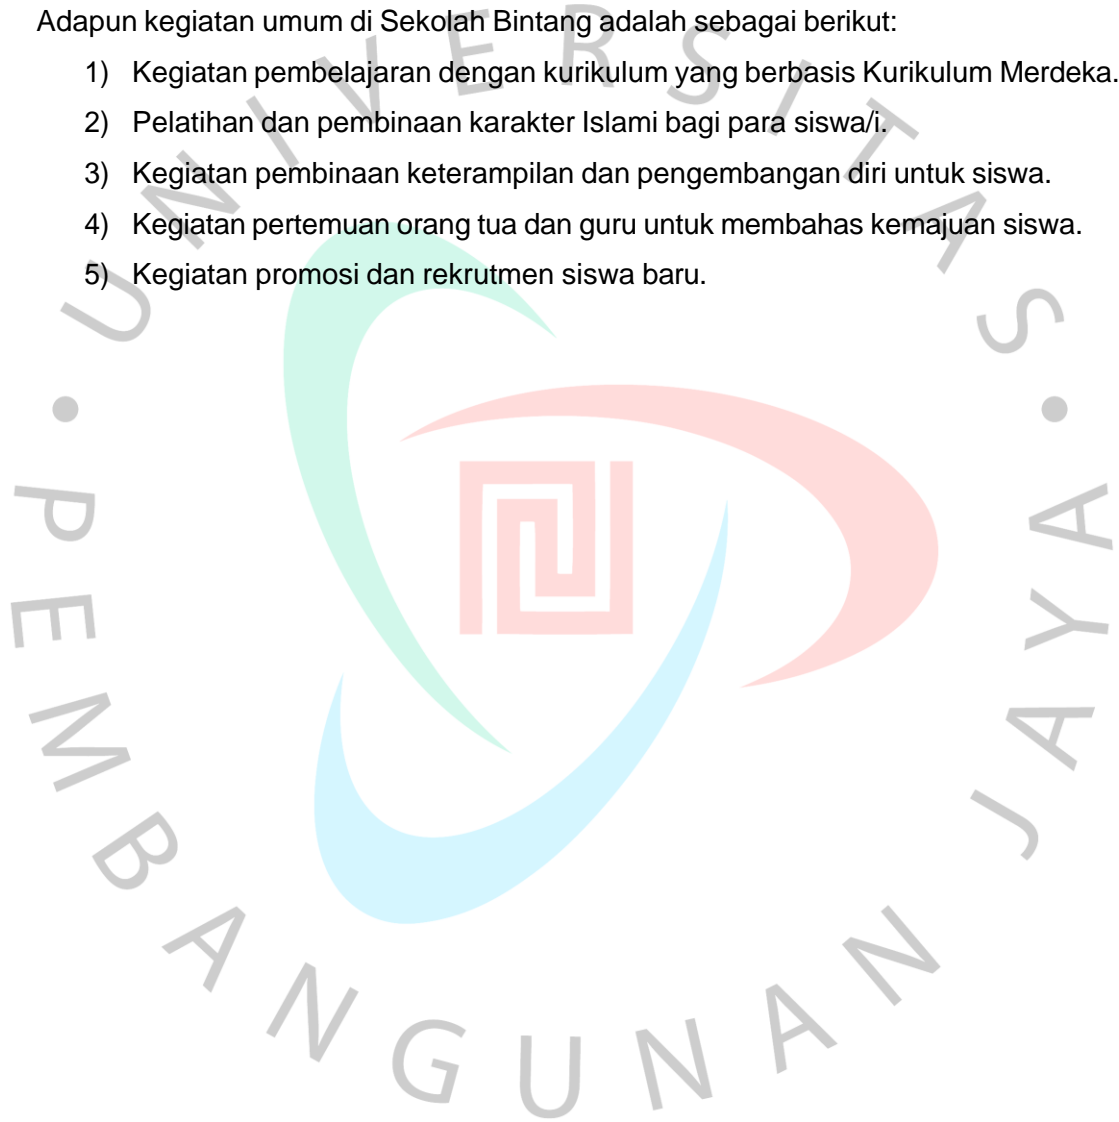 Adapun kegiatan umum di Sekolah Bintang adalah sebagai berikut:
1) Kegiatan pembelajaran dengan kurikulum yang berbasis Kurikulum Merdeka.
2) Pelatihan dan pembinaan karakter Islami bagi para siswa/i.
3) Kegiatan pembinaan keterampilan dan pengembangan diri untuk siswa.
4) Kegiatan pertemuan orang tua dan guru untuk membahas kemajuan siswa.
5) Kegiatan promosi dan rekrutmen siswa baru.
UNIVERSITAS • PEMBANGUNAN JAYA •